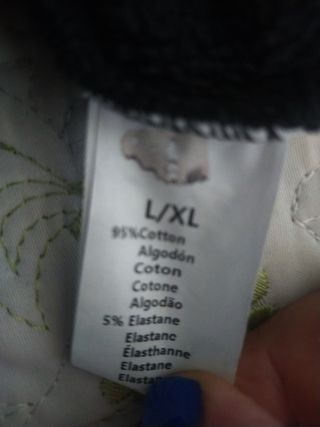 L/XL
95%Cotton
Algodón
Coton
Cotone
Algodão
5% Elastane
Elastano
Élasthanne
Elastane